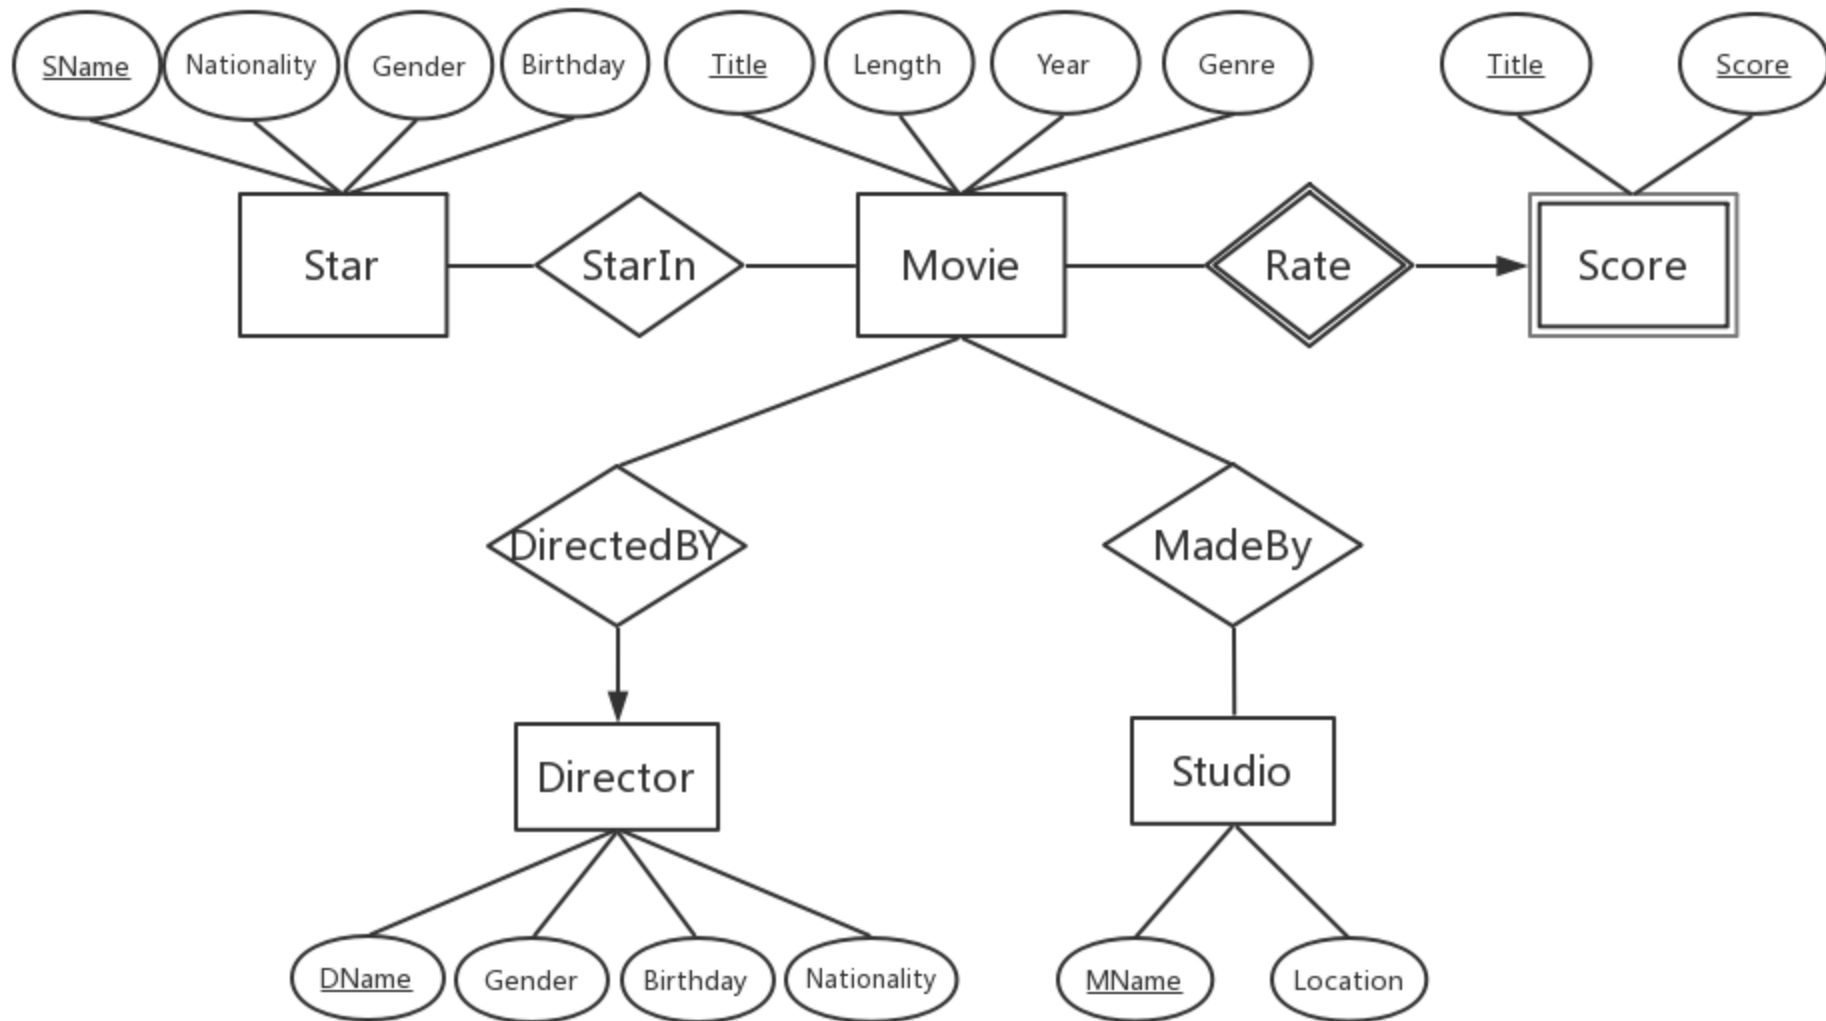 SName
Nationality
Gender
Birthday
Title
Length
Year
Genre
Title
Score
Star
StarIn
Movie
Rate
Score
DirectedBY
MadeBy
Director
Studio
DName
Gender
Birthday
Nationality
MName
Location